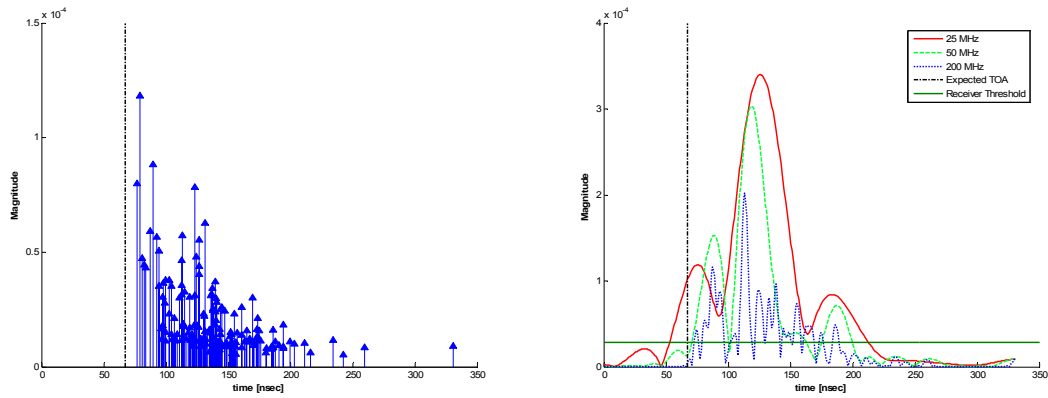 x 10⁻⁴
1.5
1
0.5
0
Magnitude
0 50 100 150 200 250 300 350
time [nsec]
x 10⁻⁴
4
3
2
1
0
Magnitude
0 50 100 150 200 250 300 350
time [nsec]
25 MHz
50 MHz
200 MHz
Expected TOA
Receiver Threshold